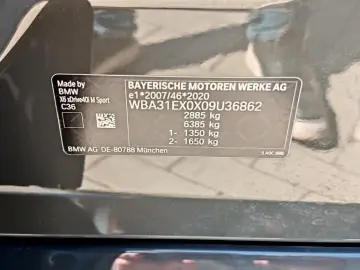 Made by
BMW
X6 xDrive40i M Sport
C36
BAYERISCHE MOTOREN WERKE AG
e1*2007/46*2020
WBA31EX0X09U36862
2885 kg
6385 kg
1- 1350 kg
2- 1650 kg
BMW AG DE-80788 München